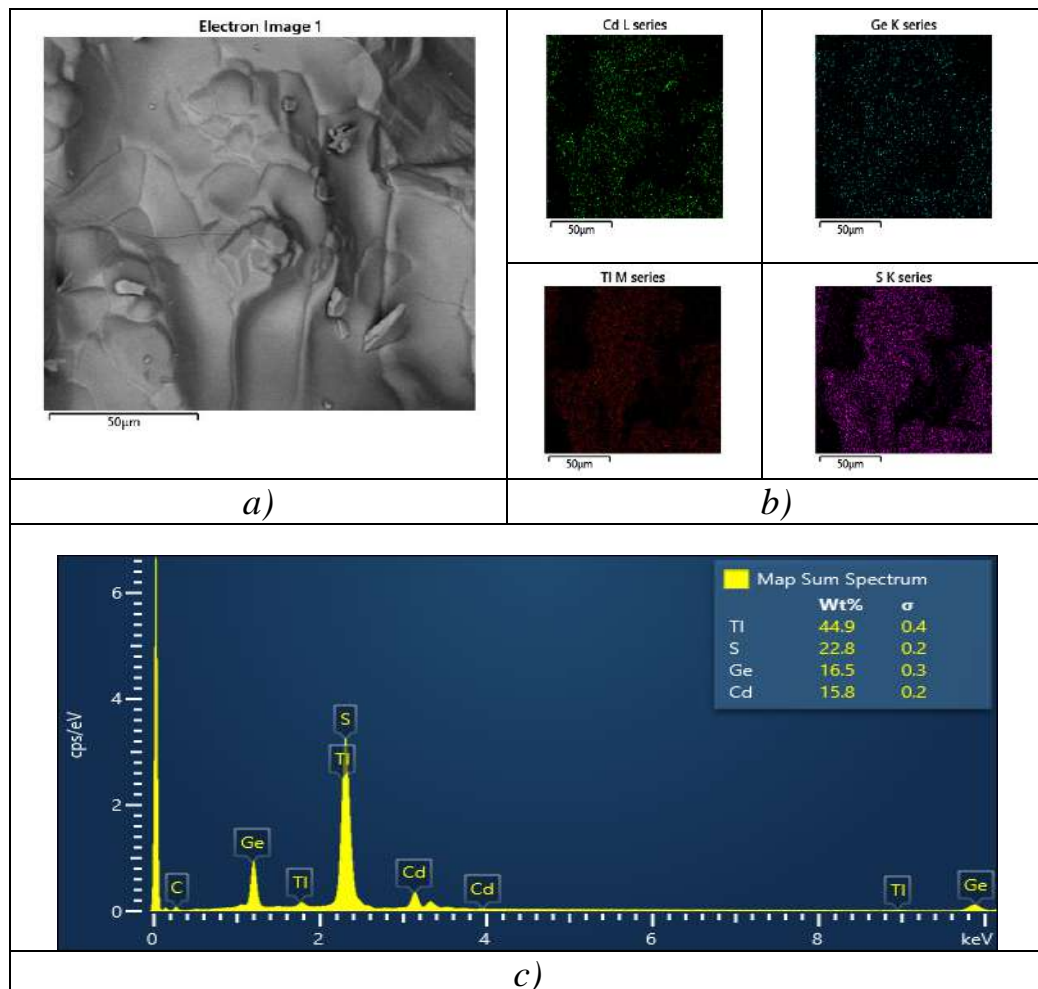 Electron Image 1
50µm
Cd L series
50µm
Ge K series
50µm
Tl M series
50µm
S K series
50µm
a)
b)
Map Sum Spectrum
Wt% σ
Tl 44.9 0.4
S 22.8 0.2
Ge 16.5 0.3
Cd 15.8 0.2
cps/eV
6
4
2
0
C
Ge
Tl
S
Tl
Cd
Cd
Tl
Ge
0 2 4 6 8 keV
c)